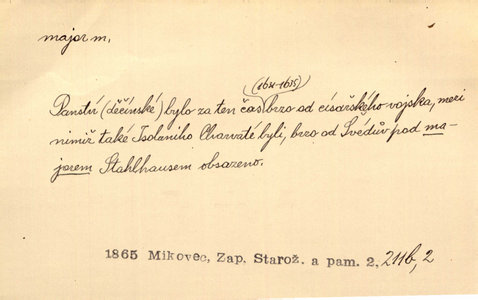 major m.
(1631-1635)
Panství (děčínské) bylo za ten čas brzo od císařského vojska, mezi
nimiž také Isolaniho Charvaté byli, brzo od Švédův pod ma-
jorem Stahlhausem obsazeno.
1865 Mikovec, Zap. Starož. a pam. 2, 211b, 2